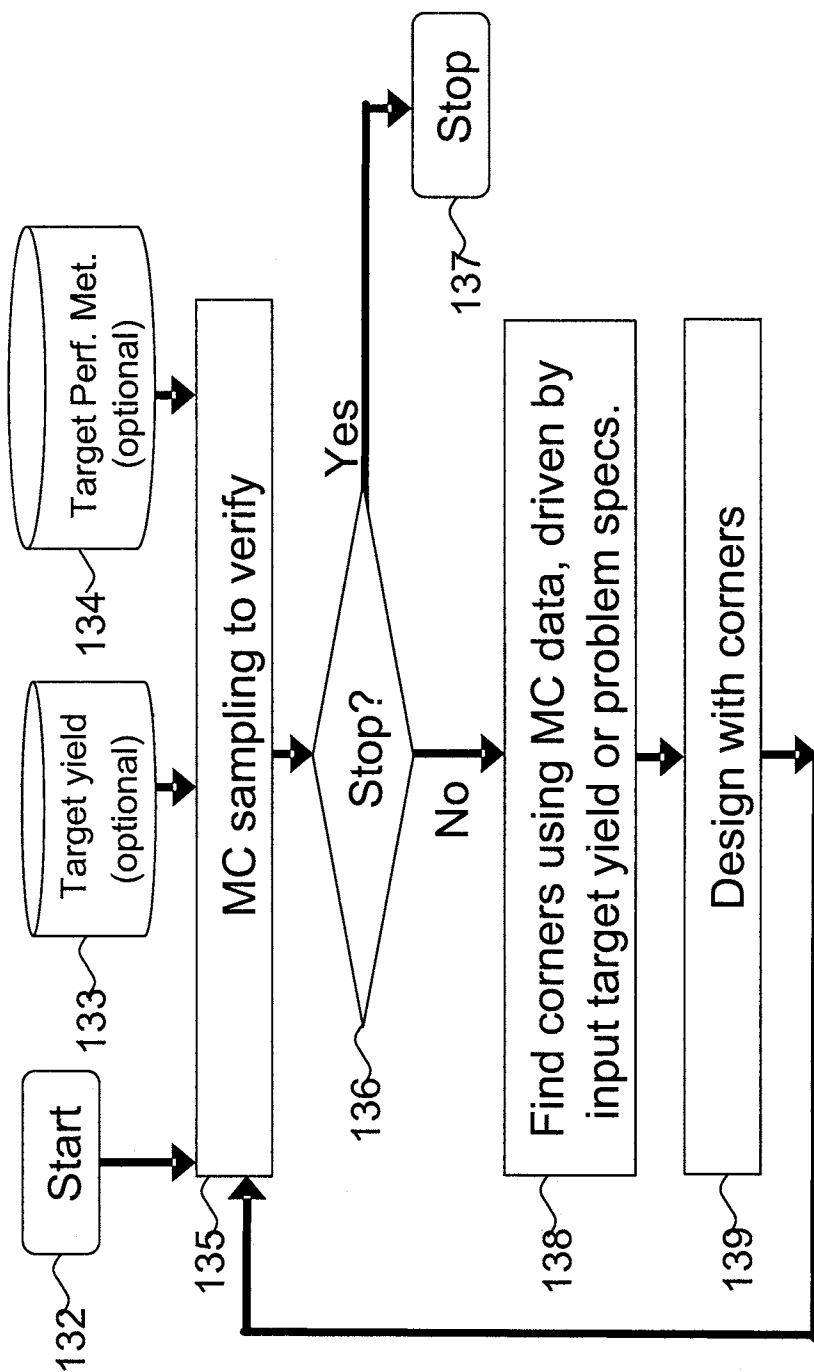 132
Start
133
Target yield
(optional)
134
Target Perf. Met.
(optional)
135
MC sampling to verify
136
Stop?
Yes
137
Stop
No
138
Find corners using MC data, driven by
input target yield or problem specs.
139
Design with corners